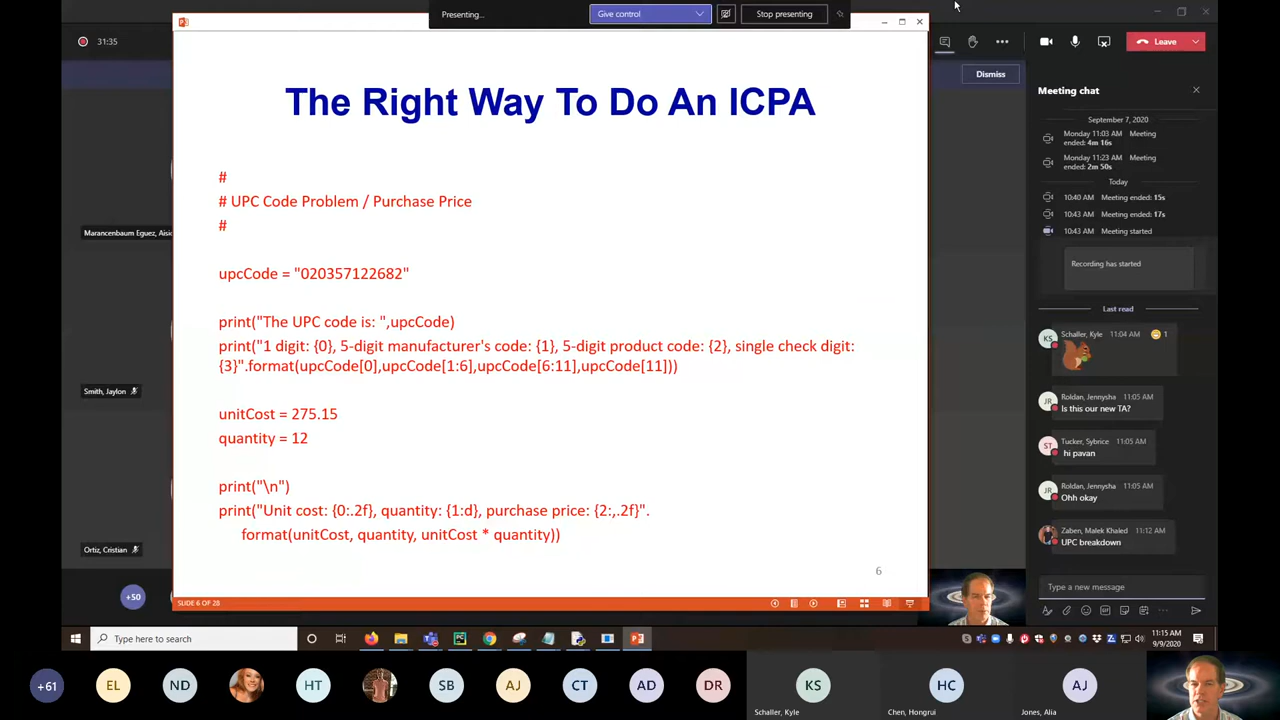 Presenting...
Give control
Stop presenting
31:35
Leave
Dismiss
The Right Way To Do An ICPA
#
# UPC Code Problem / Purchase Price
#
upcCode = "020357122682"
print("The UPC code is: ",upcCode)
print("1 digit: {0}, 5-digit manufacturer's code: {1}, 5-digit product code: {2}, single check digit:
{3}".format(upcCode[0],upcCode[1:6],upcCode[6:11],upcCode[11]))
unitCost = 275.15
quantity = 12
print("\n")
print("Unit cost: {0:.2f}, quantity: {1:d}, purchase price: {2:,.2f}".
format(unitCost, quantity, unitCost * quantity))
6
SLIDE 6 OF 28
Marancenbaum Eguez, Aisic
Smith, Jaylon
Ortiz, Cristian
+50
Meeting chat
September 7, 2020
Monday 11:03 AM Meeting
ended: 4m 16s
Monday 11:23 AM Meeting
ended: 2m 50s
Today
10:40 AM Meeting ended: 15s
10:43 AM Meeting ended: 17s
10:43 AM Meeting started
Recording has started
Last read
KS
Schaller, Kyle 11:04 AM 1
JR
Roldan, Jennysha 11:05 AM
Is this our new TA?
ST
Tucker, Sybrice 11:05 AM
hi pavan
JR
Roldan, Jennysha 11:05 AM
Ohh okay
Zaben, Malek Khaled 11:12 AM
UPC breakdown
Type a new message
Type here to search
11:15 AM
9/9/2020
+61
EL
ND
HT
SB
AJ
CT
AD
DR
KS
Schaller, Kyle
HC
Chen, Hongrui
AJ
Jones, Alia